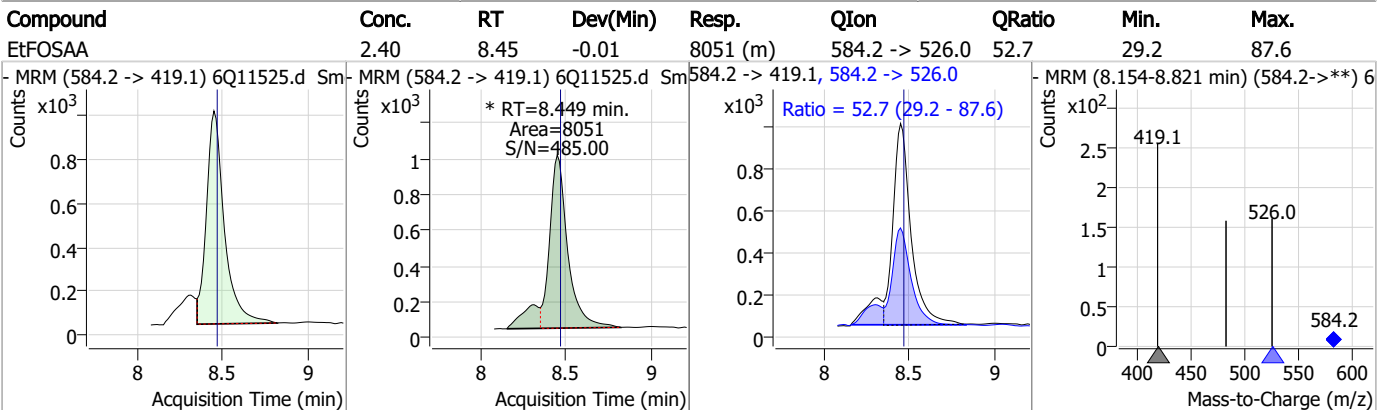 Compound Conc. RT Dev(Min) Resp. QIon QRatio Min. Max.
EtFOSAA 2.40 8.45 -0.01 8051 (m) 584.2 -> 526.0 52.7 29.2 87.6
- MRM (584.2 -> 419.1) 6Q11525.d Sm
Counts
x10³
0.8
0.6
0.4
0.2
0
8 8.5 9
Acquisition Time (min)
- MRM (584.2 -> 419.1) 6Q11525.d Sm
Counts
x10³
* RT=8.449 min.
Area=8051
S/N=485.00
1
0.8
0.6
0.4
0.2
0
8 8.5 9
Acquisition Time (min)
584.2 -> 419.1, 584.2 -> 526.0
Counts
x10³
Ratio = 52.7 (29.2 - 87.6)
0.8
0.6
0.4
0.2
0
8 8.5 9
Acquisition Time (min)
- MRM (8.154-8.821 min) (584.2->**) 6
Counts
x10²
419.1
2.5
2
526.0
1.5
1
0.5
584.2
0
400 450 500 550 600
Mass-to-Charge (m/z)